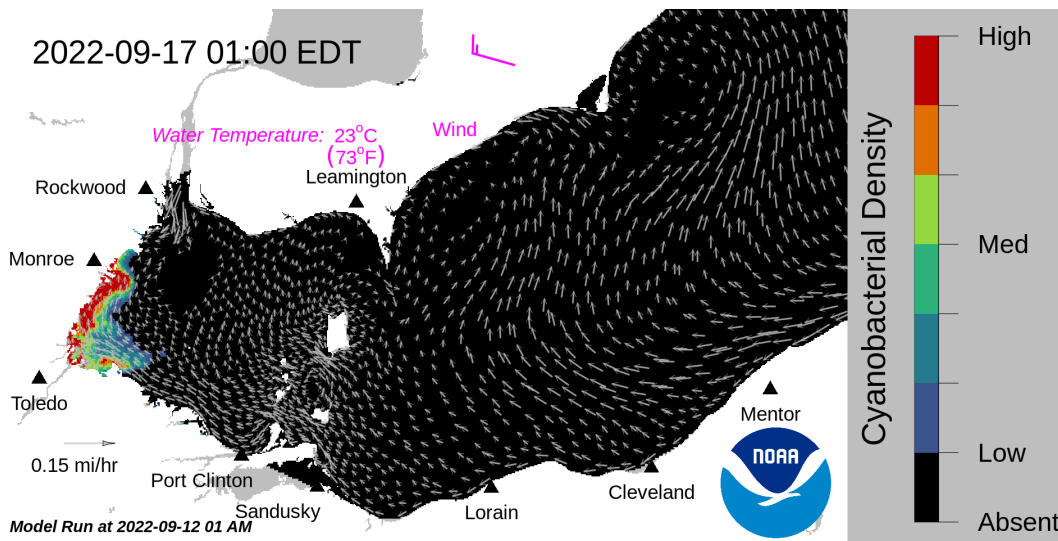 2022-09-17 01:00 EDT
Water Temperature: 23°C
(73°F)
Wind
Leamington
Rockwood
Monroe
Toledo
0.15 mi/hr
Port Clinton
Sandusky
Lorain
Cleveland
Mentor
NOAA
Model Run at 2022-09-12 01 AM
Cyanobacterial Density
High
Med
Low
Absent